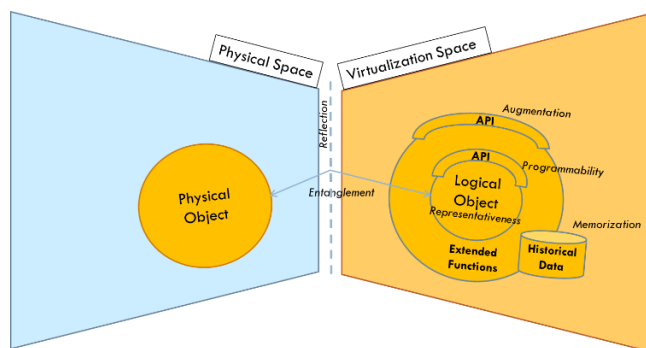 Physical Space
Virtualization Space
Reflection
Augmentation
API
API
Programmability
Physical
Object
Entanglement
Logical
Object
Representativeness
Memorization
Extended
Functions
Historical
Data